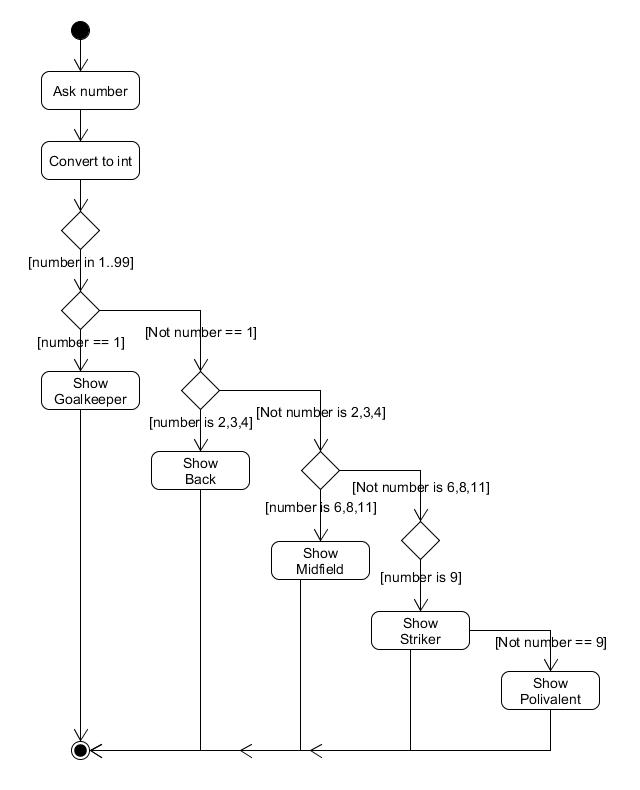 Ask number
Convert to int
[number in 1..99]
[number == 1]
[Not number == 1]
Show
Goalkeeper
[number is 2,3,4]
[Not number is 2,3,4]
Show
Back
[number is 6,8,11]
[Not number is 6,8,11]
Show
Midfield
[number is 9]
Show
Striker
[Not number == 9]
Show
Polivalent